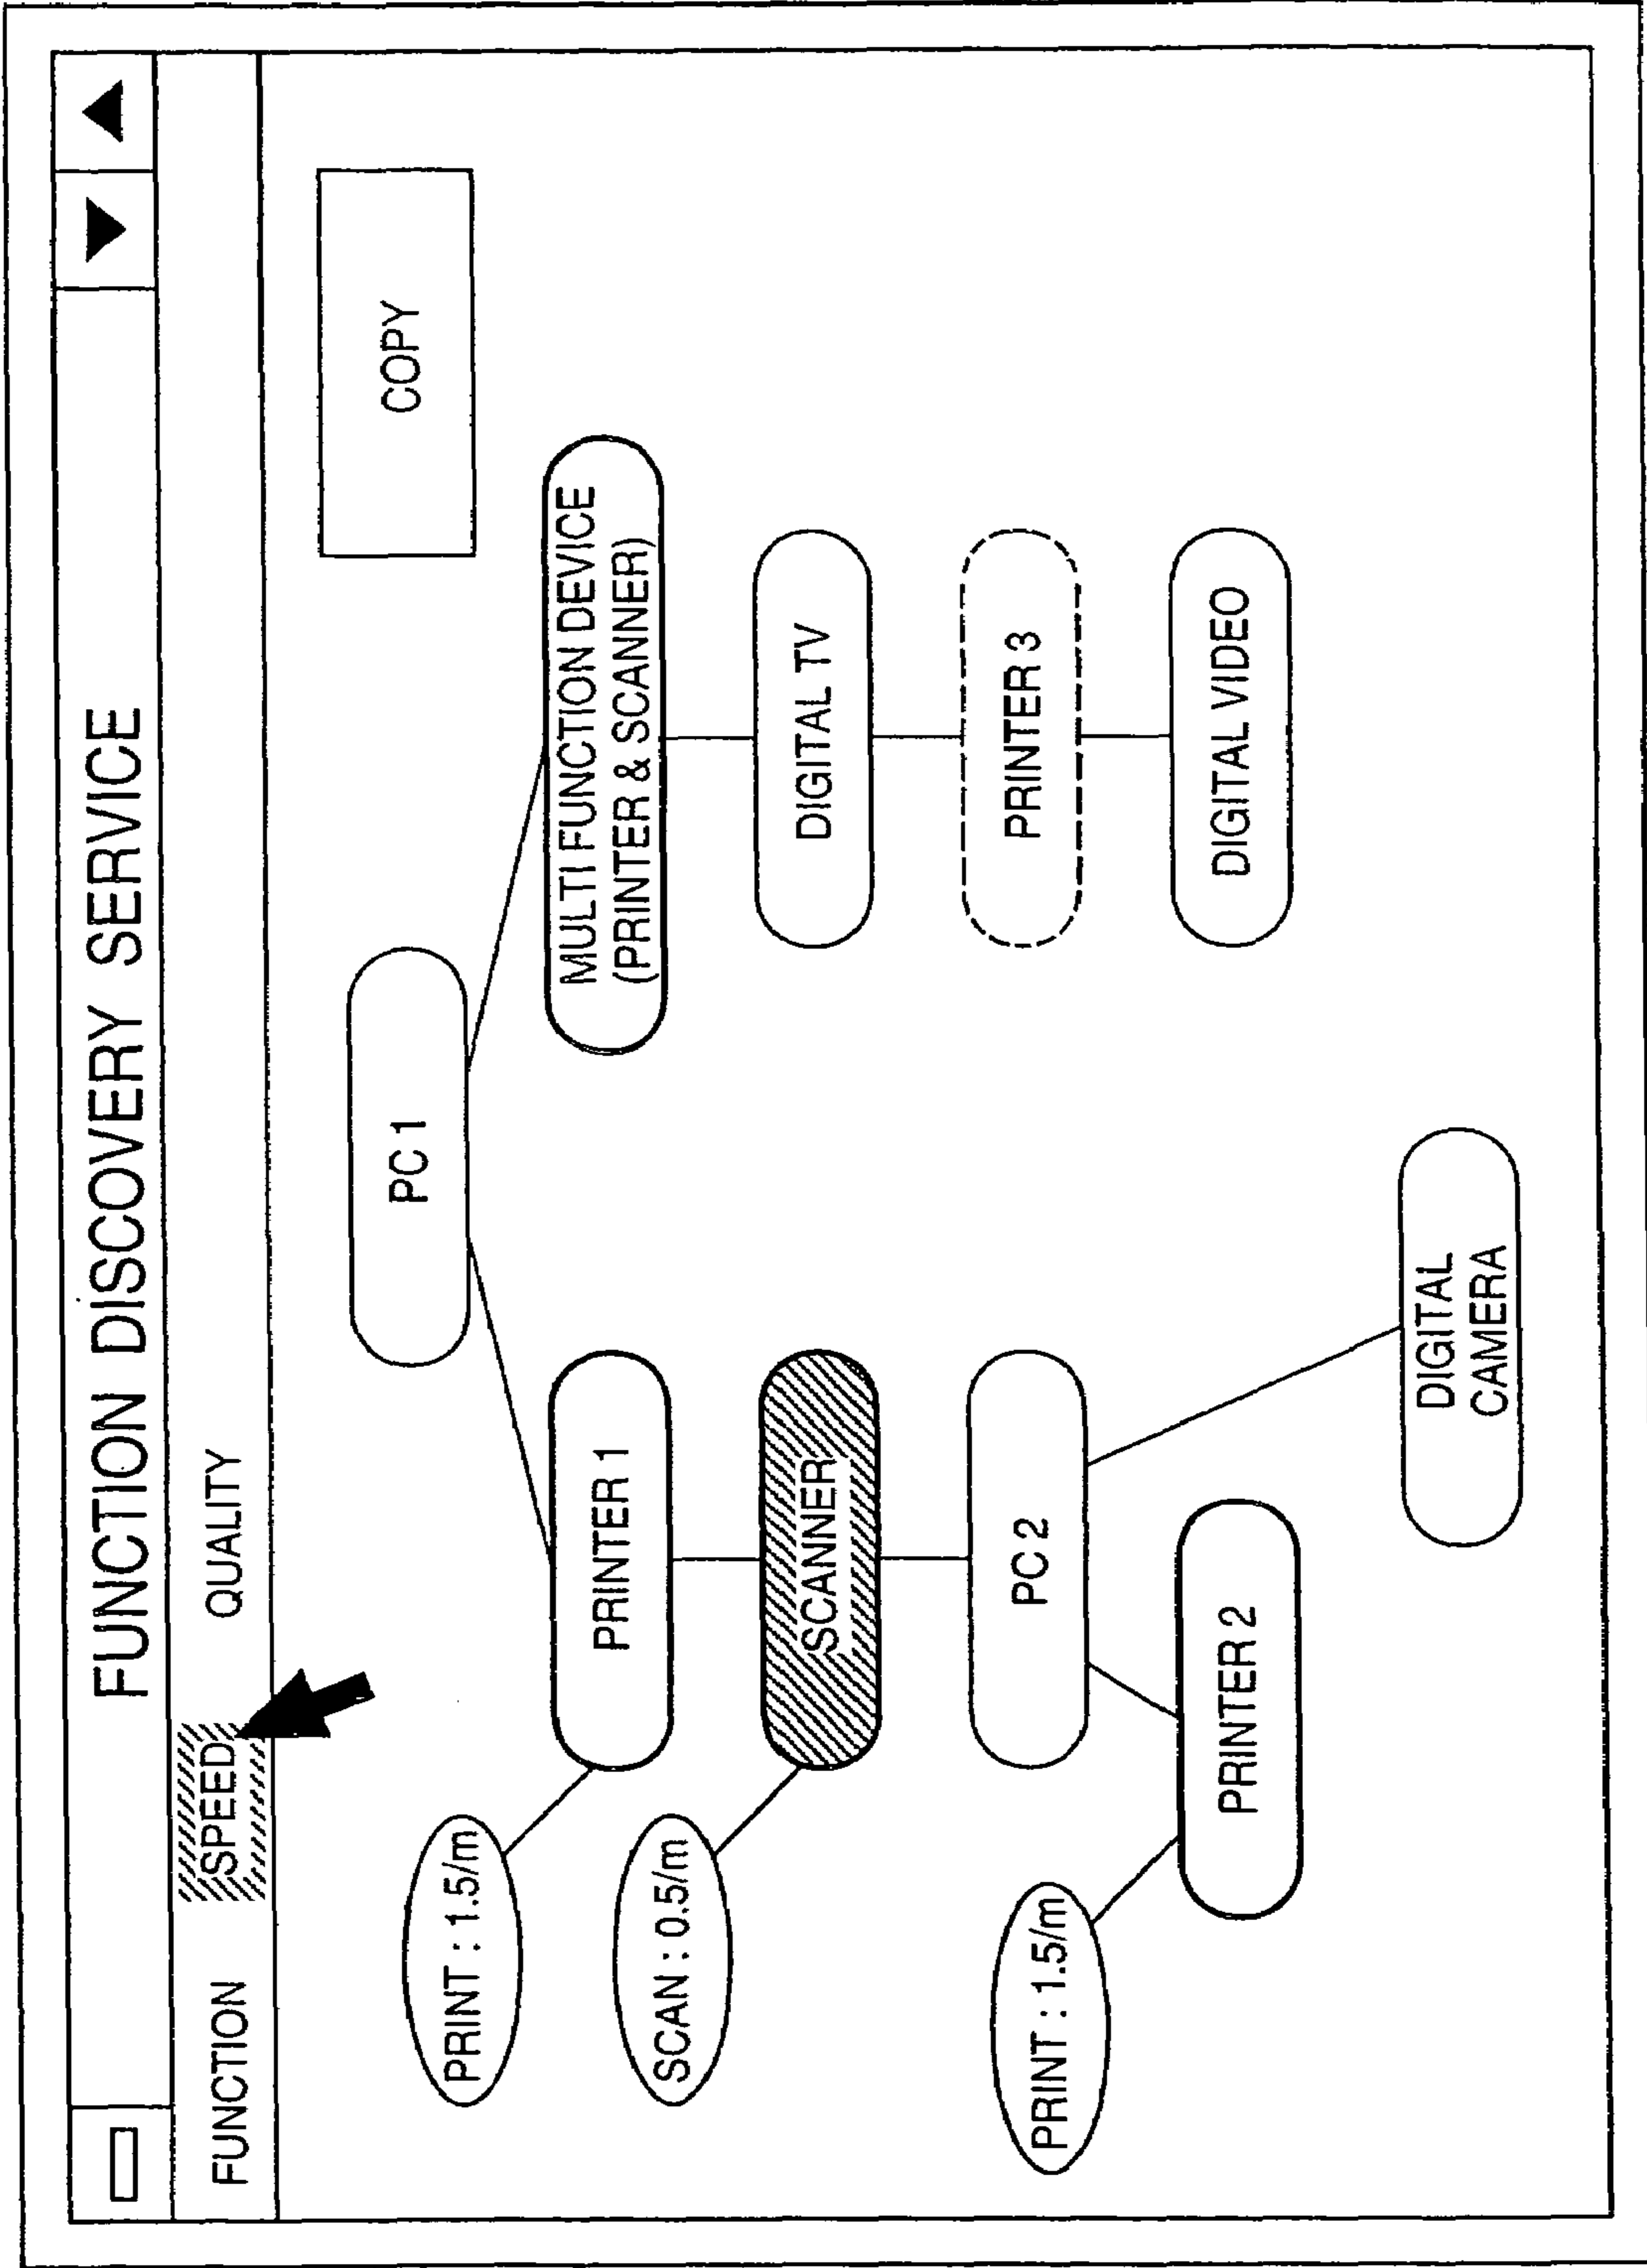 FUNCTION DISCOVERY SERVICE
FUNCTION SPEED QUALITY
COPY
PC 1
PRINT : 1.5/m
PRINTER 1
MULTI FUNCTION DEVICE
(PRINTER & SCANNER)
SCAN : 0.5/m
SCANNER
DIGITAL TV
PRINT : 1.5/m
PC 2
PRINTER 3
PRINTER 2
DIGITAL VIDEO
DIGITAL
CAMERA